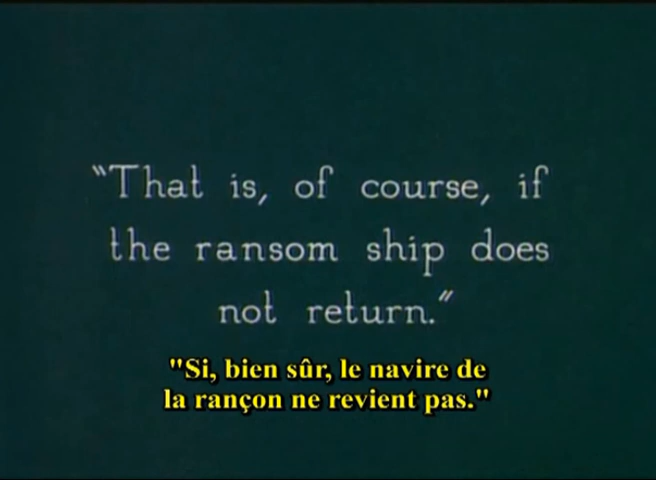 "That is, of course, if
the ransom ship does
not return."
"Si, bien sûr, le navire de
la rançon ne revient pas."